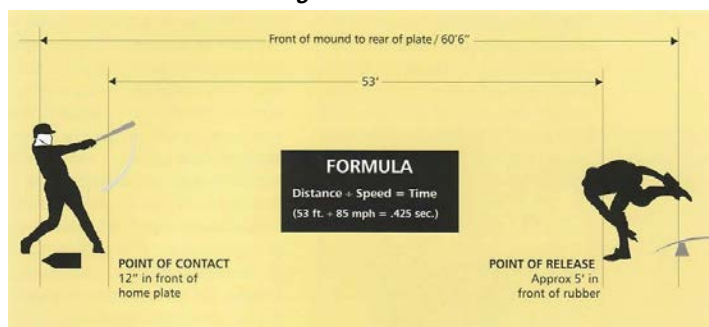 Front of mound to rear of plate / 60'6"
53'
FORMULA
Distance ÷ Speed = Time
(53 ft. ÷ 85 mph = .425 sec.)
POINT OF CONTACT
12" in front of
home plate
POINT OF RELEASE
Approx 5' in
front of rubber